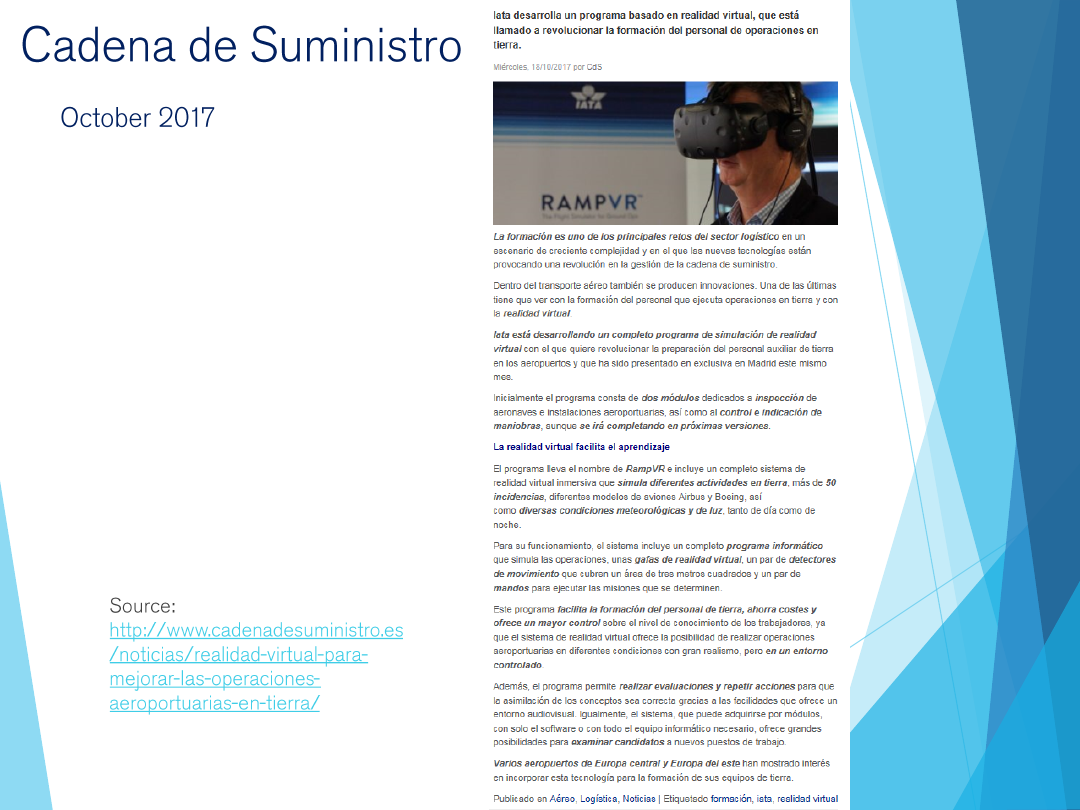 Cadena de Suministro
October 2017
Iata desarrolla un programa basado en realidad virtual, que está
llamado a revolucionar la formación del personal de operaciones en
tierra.
Miércoles, 18/10/2017 por CdS
IATA
RAMPVR™
The Flight Simulator for Ground Ops
La formación es uno de los principales retos del sector logístico en un
escenario de creciente complejidad y en el que las nuevas tecnologías están
provocando una revolución en la gestión de la cadena de suministro.
Dentro del transporte aéreo también se producen innovaciones. Una de las últimas
tiene que ver con la formación del personal que ejecuta operaciones en tierra y con
la realidad virtual.
Iata está desarrollando un completo programa de simulación de realidad
virtual con el que quiere revolucionar la preparación del personal auxiliar de tierra
en los aeropuertos y que ha sido presentado en exclusiva en Madrid este mismo
mes.
Inicialmente el programa consta de dos módulos dedicados a inspección de
aeronaves e instalaciones aeroportuarias, así como al control e indicación de
maniobras, aunque se irá completando en próximas versiones.
La realidad virtual facilita el aprendizaje
El programa lleva el nombre de RampVR e incluye un completo sistema de
realidad virtual inmersiva que simula diferentes actividades en tierra, más de 50
incidencias, diferentes modelos de aviones Airbus y Boeing, así
como diversas condiciones meteorológicas y de luz, tanto de día como de
noche.
Para su funcionamiento, el sistema incluye un completo programa informático
que simula las operaciones, unas gafas de realidad virtual, un par de detectores
de movimiento que cubren un área de tres metros cuadrados y un par de
mandos para ejecutar las misiones que se determinen.
Este programa facilita la formación del personal de tierra, ahorra costes y
ofrece un mayor control sobre el nivel de conocimiento de los trabajadores, ya
que el sistema de realidad virtual ofrece la posibilidad de realizar operaciones
aeroportuarias en diferentes condiciones con gran realismo, pero en un entorno
controlado.
Además, el programa permite realizar evaluaciones y repetir acciones para que
la asimilación de los conceptos sea correcta gracias a las facilidades que ofrece un
entorno audiovisual. Igualmente, el sistema, que puede adquirirse por módulos,
con solo el software o con todo el equipo informático necesario, ofrece grandes
posibilidades para examinar candidatos a nuevos puestos de trabajo.
Varios aeropuertos de Europa central y Europa del este han mostrado interés
en incorporar esta tecnología para la formación de sus equipos de tierra.
Publicado en Aéreo, Logística, Noticias | Etiquetado formación, iata, realidad virtual
Source:
http://www.cadenadesuministro.es
/noticias/realidad-virtual-para-
mejorar-las-operaciones-
aeroportuarias-en-tierra/